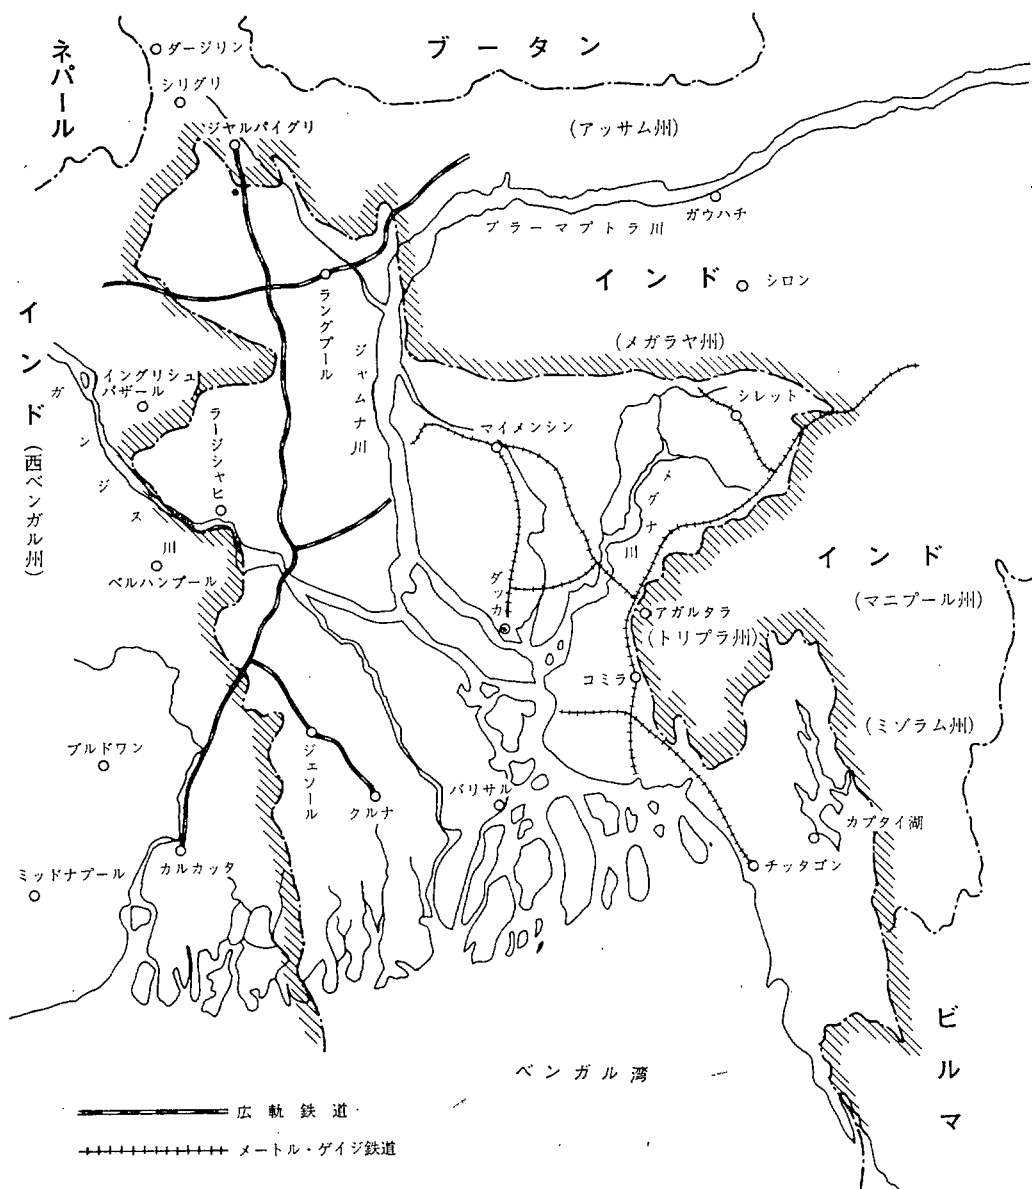 ネパール
ダージリン
シリグリ
ブータン
ジャルパイグリ
(アッサム州)
ブラーマプトラ川
ガウハチ
インド
シロン
(メガラヤ州)
インド
(西ベンガル州)
ガンジス川
イングリシュ
バザール
ラージシャヒ
ベルハンプール
ラングプール
ジャムナ川
マイメンシン
シレット
メグナ川
ダッカ
アガルタラ
(トリプラ州)
コミラ
インド
(マニプール州)
(ミゾラム州)
ブルドワン
ジェソール
クルナ
バリサル
カプタイ湖
チッタゴン
カルカッタ
ミッドナプール
ビルマ
ベンガル湾
広軌鉄道
メートル・ゲイジ鉄道